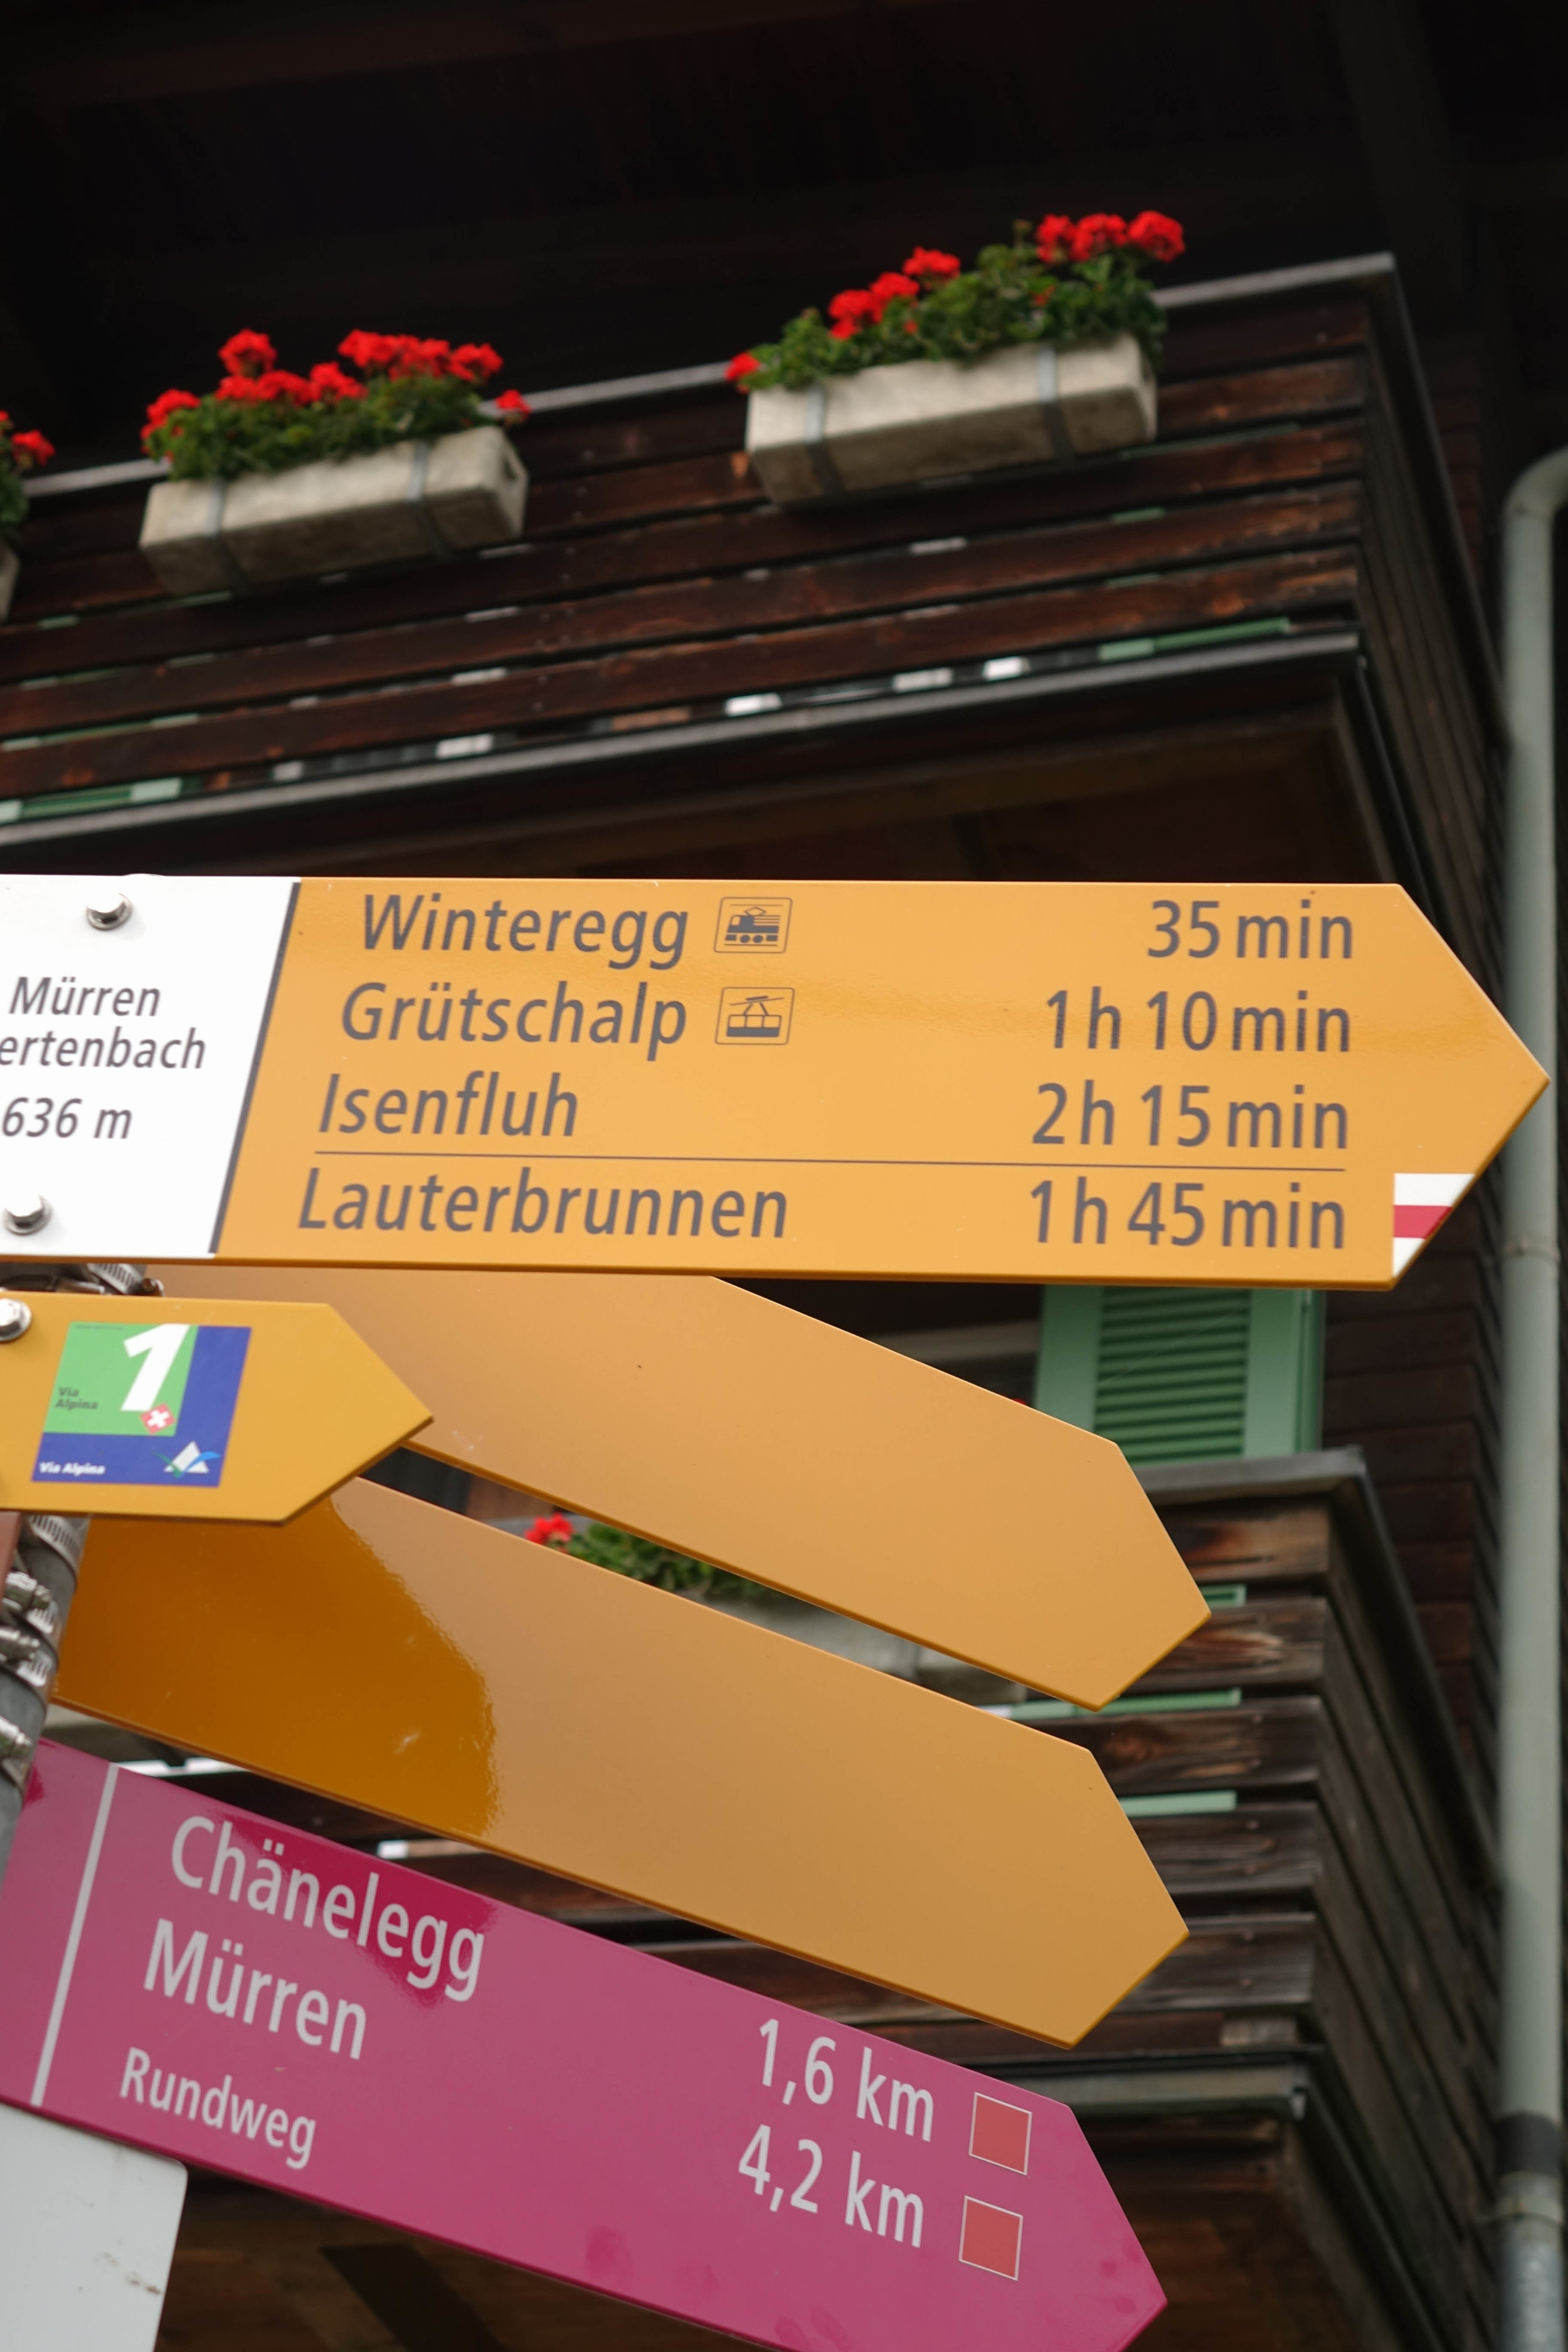 Mürren
ertenbach
636 m
Winteregg 35 min
Grütschalp 1 h 10 min
Isenfluh 2 h 15 min
Lauterbrunnen 1 h 45 min
1
Via
Alpina
Via Alpina
Chänelegg 1,6 km
Mürren 4,2 km
Rundweg